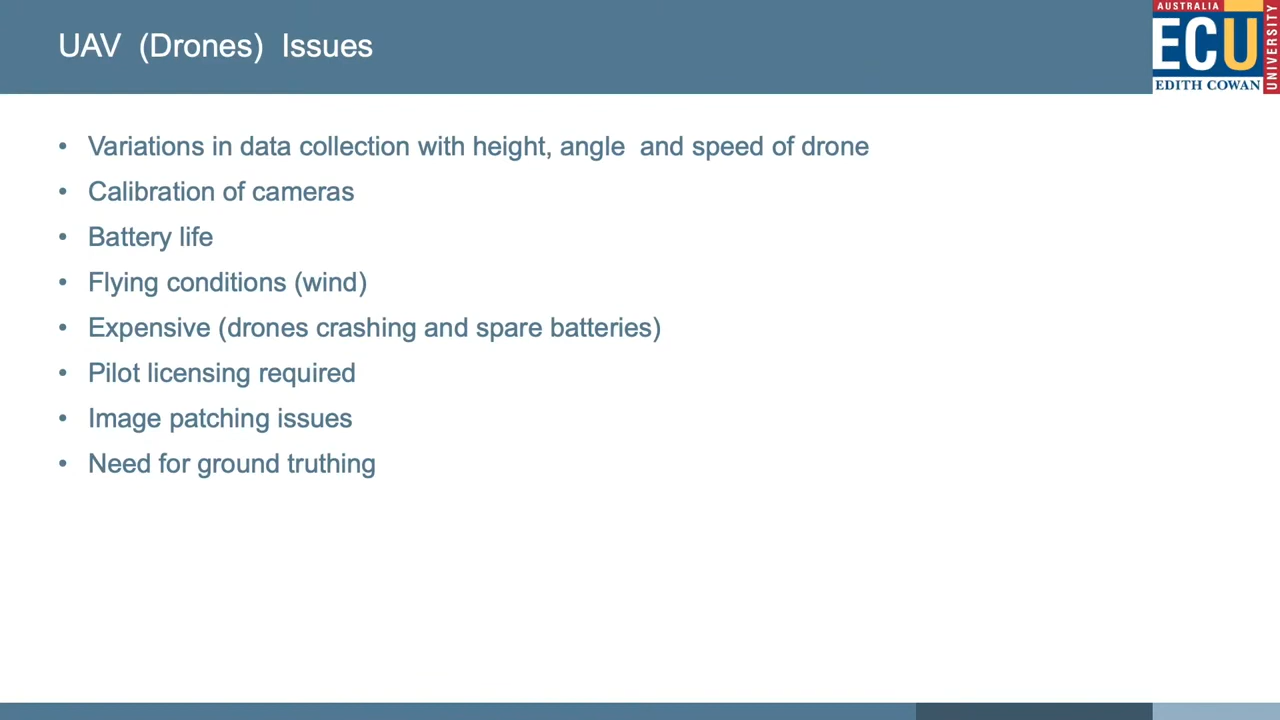 UAV (Drones) Issues
AUSTRALIA
ECU
EDITH COWAN
UNIVERSITY
• Variations in data collection with height, angle and speed of drone
• Calibration of cameras
• Battery life
• Flying conditions (wind)
• Expensive (drones crashing and spare batteries)
• Pilot licensing required
• Image patching issues
• Need for ground truthing